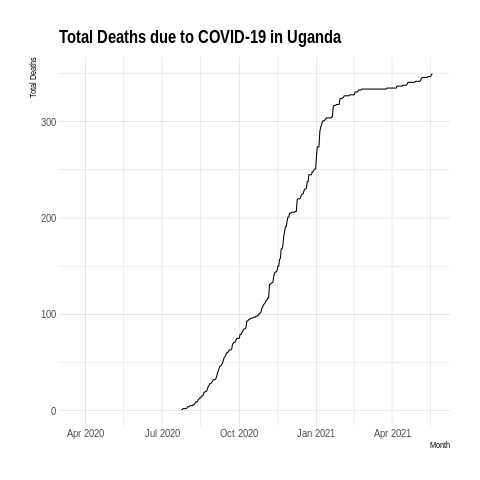 Total Deaths due to COVID-19 in Uganda
Total Deaths
300
200
100
0
Apr 2020 Jul 2020 Oct 2020 Jan 2021 Apr 2021
Month